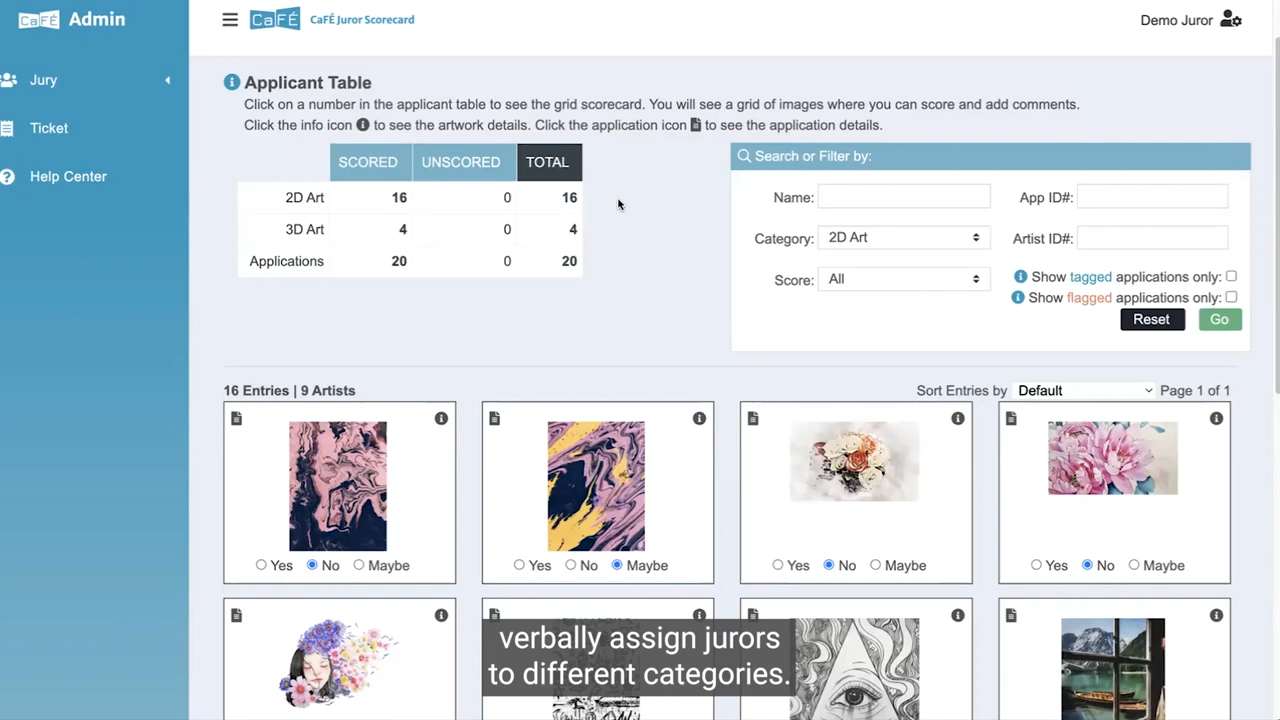 CaFÉ Admin
Jury
Ticket
Help Center
CaFÉ CaFÉ Juror Scorecard
Demo Juror
Applicant Table
Click on a number in the applicant table to see the grid scorecard. You will see a grid of images where you can score and add comments.
Click the info icon to see the artwork details. Click the application icon to see the application details.
SCORED UNSCORED TOTAL
2D Art 16 0 16
3D Art 4 0 4
Applications 20 0 20
Search or Filter by:
Name: App ID#:
Category: 2D Art Artist ID#:
Score: All
Show tagged applications only:
Show flagged applications only:
Reset Go
16 Entries | 9 Artists
Sort Entries by Default Page 1 of 1
Yes No Maybe
Yes No Maybe
Yes No Maybe
Yes No Maybe
verbally assign jurors
to different categories.